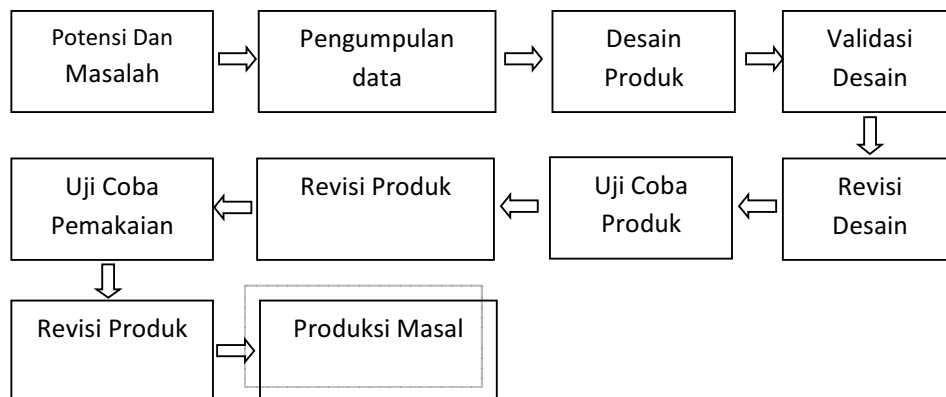 Potensi Dan
Masalah
Pengumpulan
data
Desain
Produk
Validasi
Desain
Revisi
Desain
Uji Coba
Produk
Revisi Produk
Uji Coba
Pemakaian
Revisi Produk
Produksi Masal